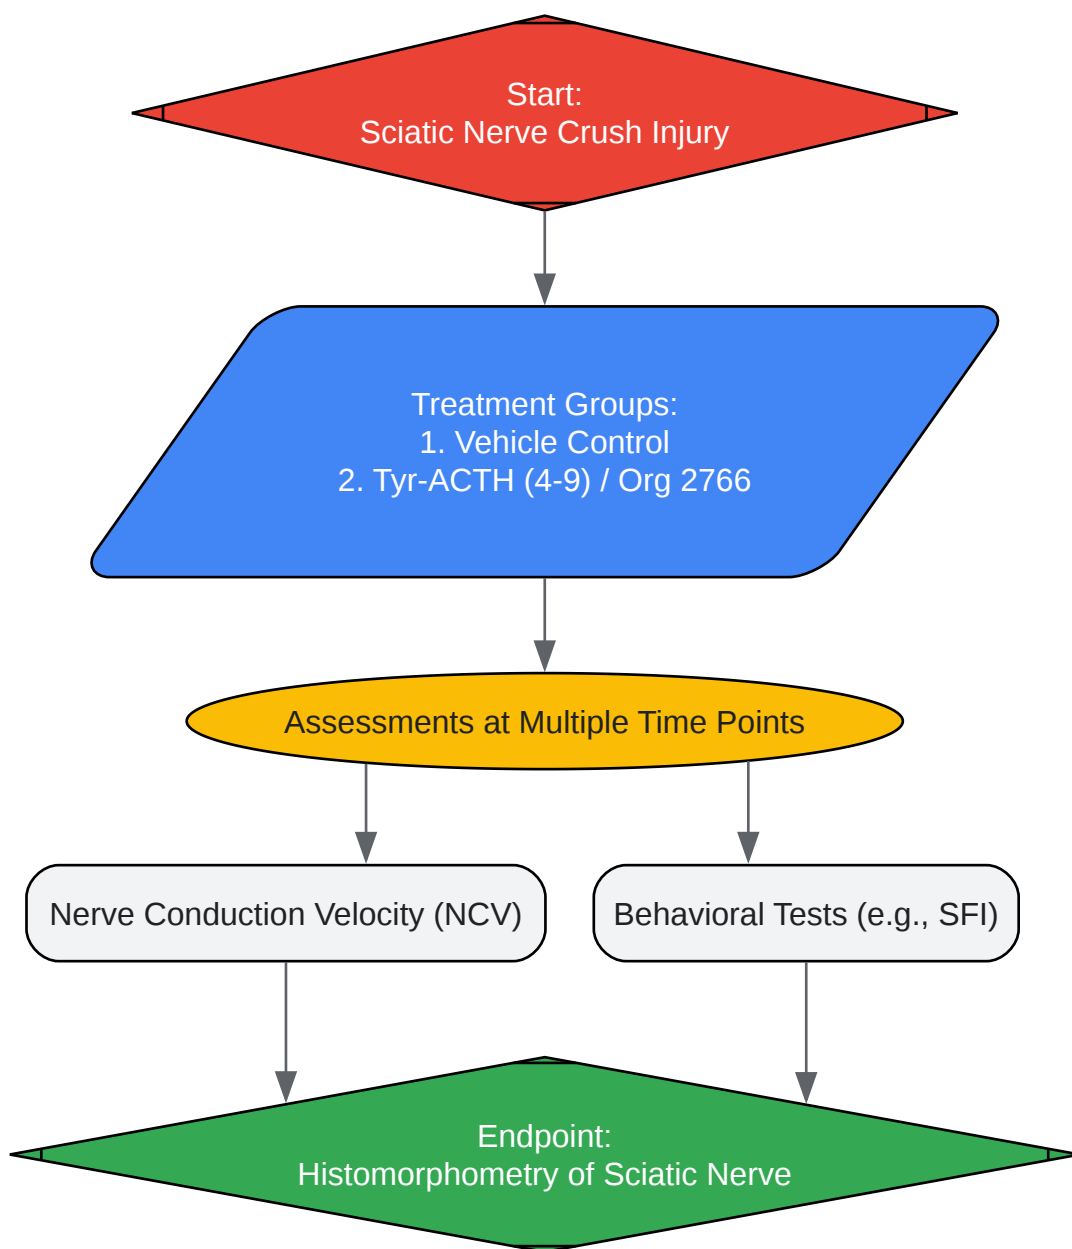 Start:
Sciatic Nerve Crush Injury
Treatment Groups:
1. Vehicle Control
2. Tyr-ACTH (4-9) / Org 2766
Assessments at Multiple Time Points
Nerve Conduction Velocity (NCV)
Behavioral Tests (e.g., SFI)
Endpoint:
Histomorphometry of Sciatic Nerve